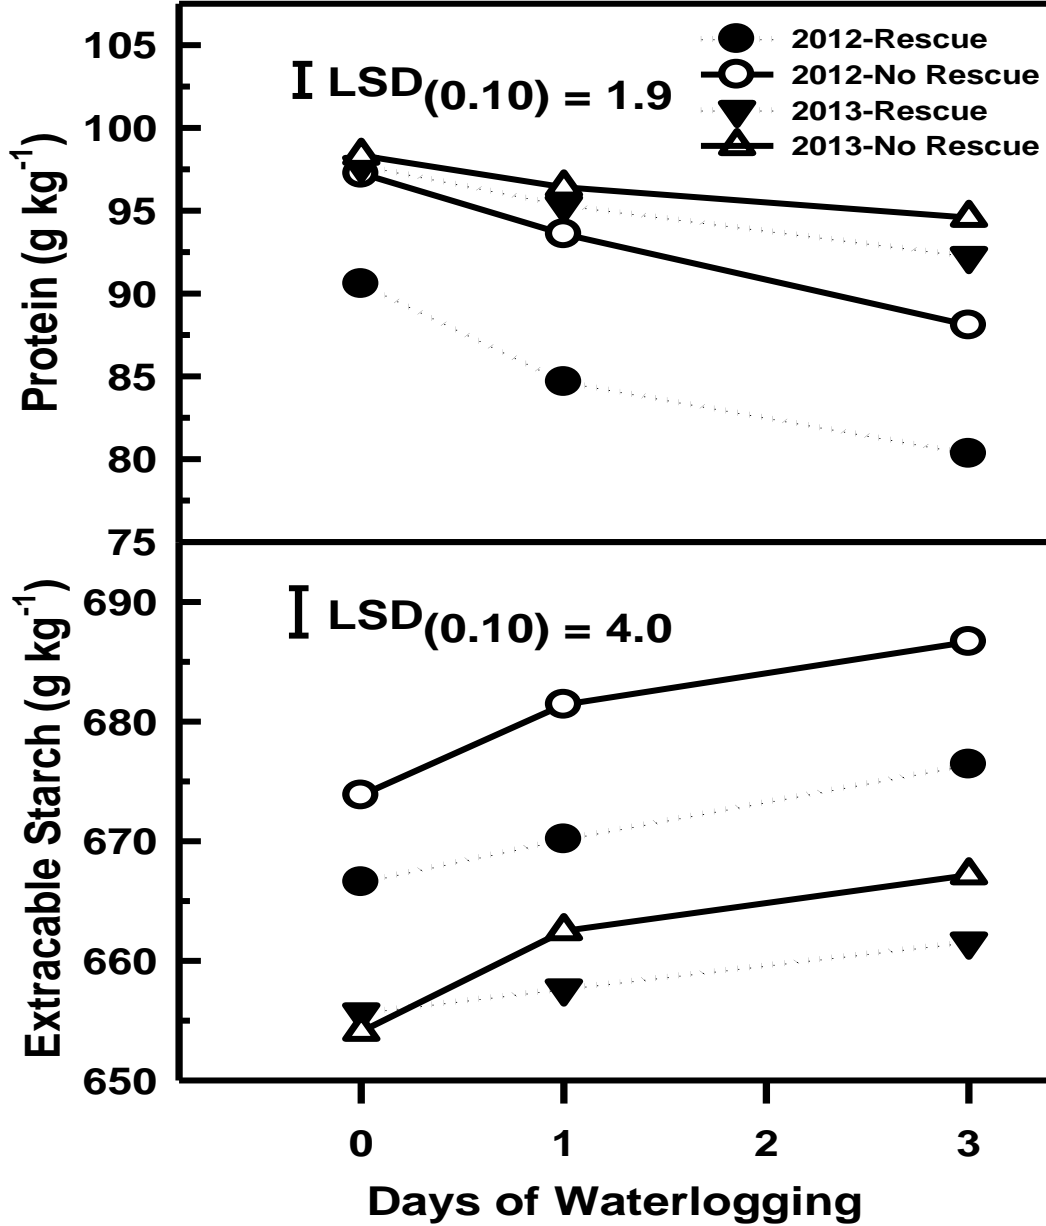 105
100
95
90
85
80
75
Protein (g kg-1)
LSD(0.10) = 1.9
2012-Rescue
2012-No Rescue
2013-Rescue
2013-No Rescue
690
680
670
660
650
Extracable Starch (g kg-1)
LSD(0.10) = 4.0
0 1 2 3
Days of Waterlogging